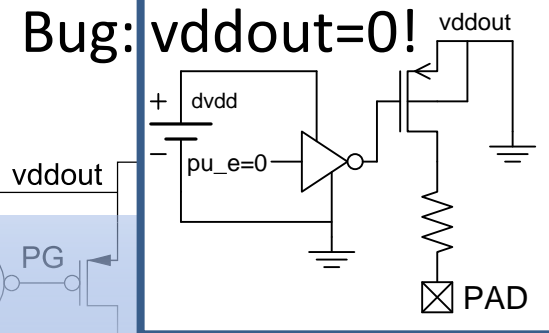 Bug: vddout=0!
vddout
+ dvdd
−
pu_e=0
vddout
PG
PAD